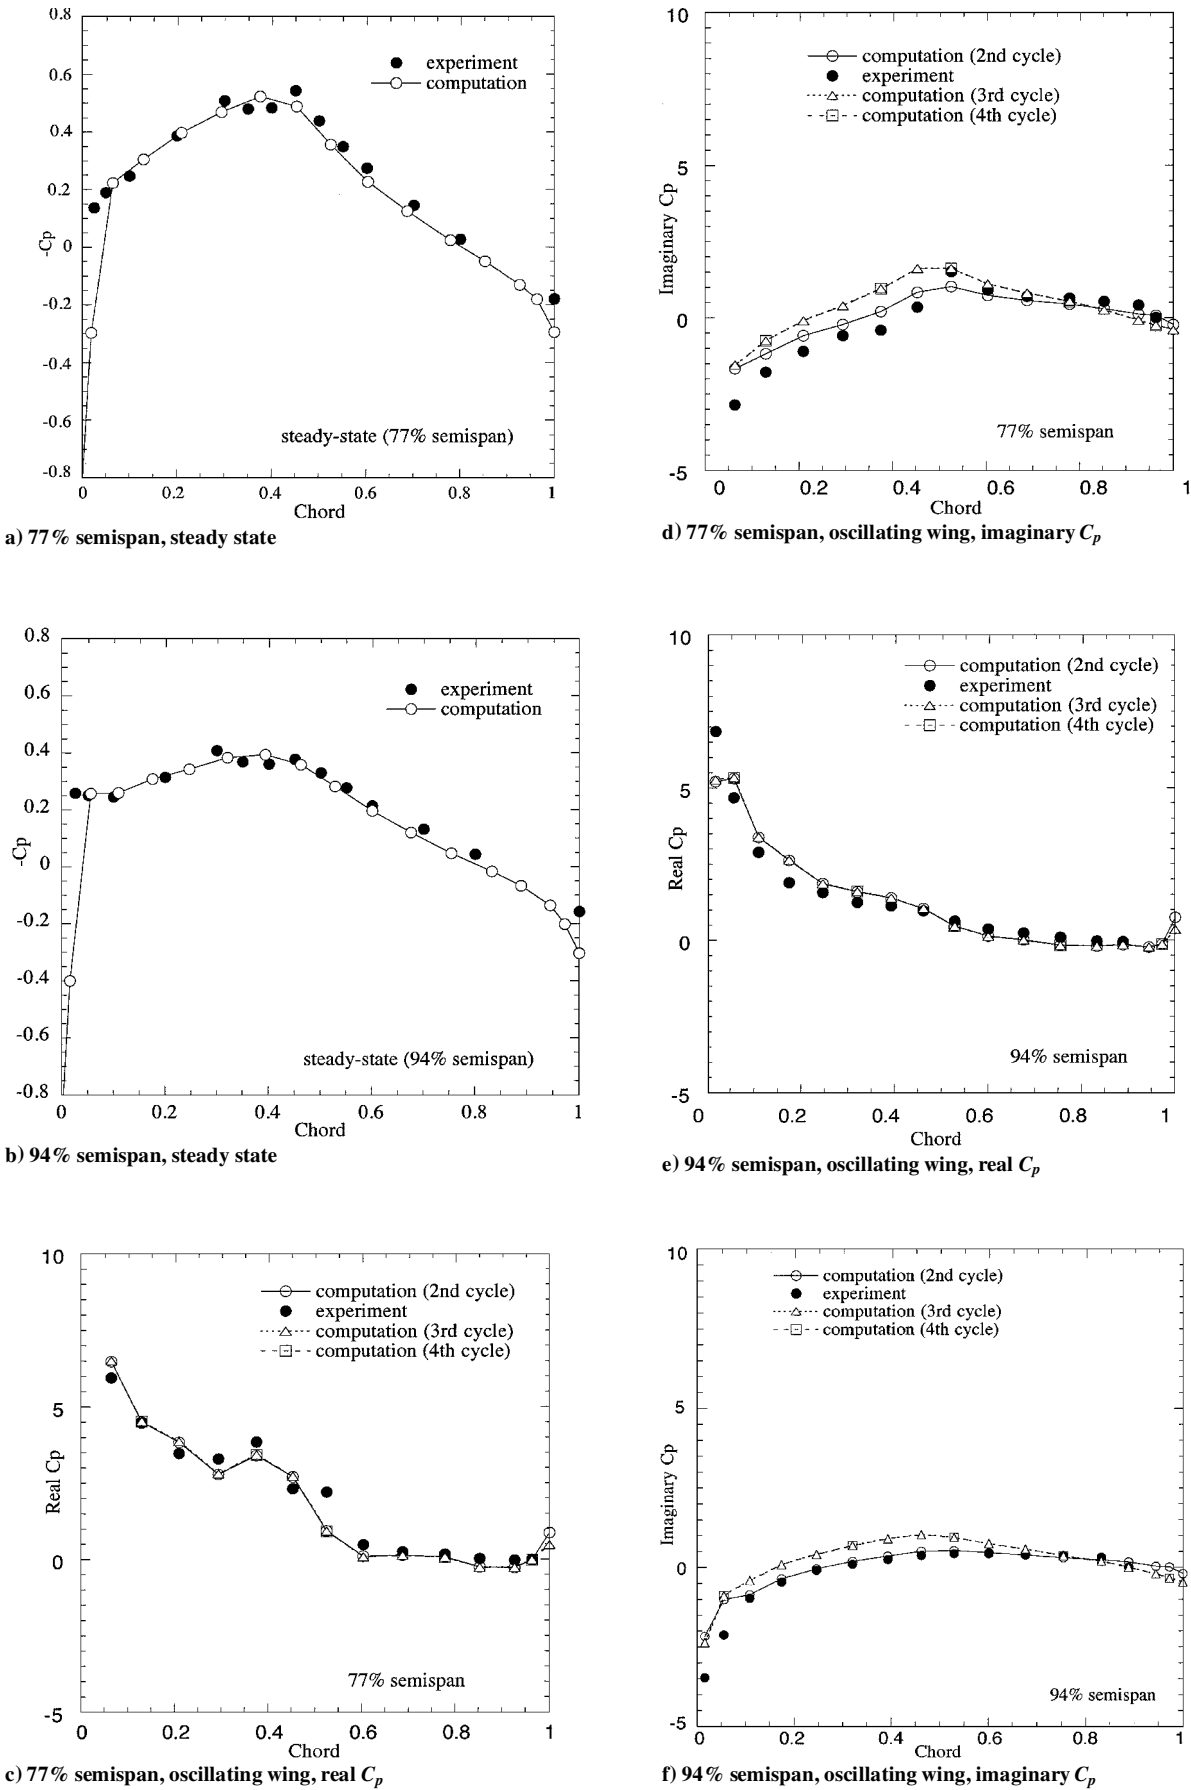 0.8
0.6
0.4
0.2
0
-0.2
-0.4
-0.6
-0.8
-Cp
experiment
computation
steady-state (77% semispan)
0 0.2 0.4 0.6 0.8 1
Chord
a) 77% semispan, steady state
0.8
0.6
0.4
0.2
0
-0.2
-0.4
-0.6
-0.8
-Cp
experiment
computation
steady-state (94% semispan)
0 0.2 0.4 0.6 0.8 1
Chord
b) 94% semispan, steady state
10
5
0
-5
Real Cp
computation (2nd cycle)
experiment
computation (3rd cycle)
computation (4th cycle)
77% semispan
0 0.2 0.4 0.6 0.8 1
Chord
c) 77% semispan, oscillating wing, real Cp
10
5
0
-5
Imaginary Cp
computation (2nd cycle)
experiment
computation (3rd cycle)
computation (4th cycle)
77% semispan
0 0.2 0.4 0.6 0.8 1
Chord
d) 77% semispan, oscillating wing, imaginary Cp
10
5
0
-5
Real Cp
computation (2nd cycle)
experiment
computation (3rd cycle)
computation (4th cycle)
94% semispan
0 0.2 0.4 0.6 0.8 1
Chord
e) 94% semispan, oscillating wing, real Cp
10
5
0
-5
Imaginary Cp
computation (2nd cycle)
experiment
computation (3rd cycle)
computation (4th cycle)
94% semispan
0 0.2 0.4 0.6 0.8 1
Chord
f) 94% semispan, oscillating wing, imaginary Cp